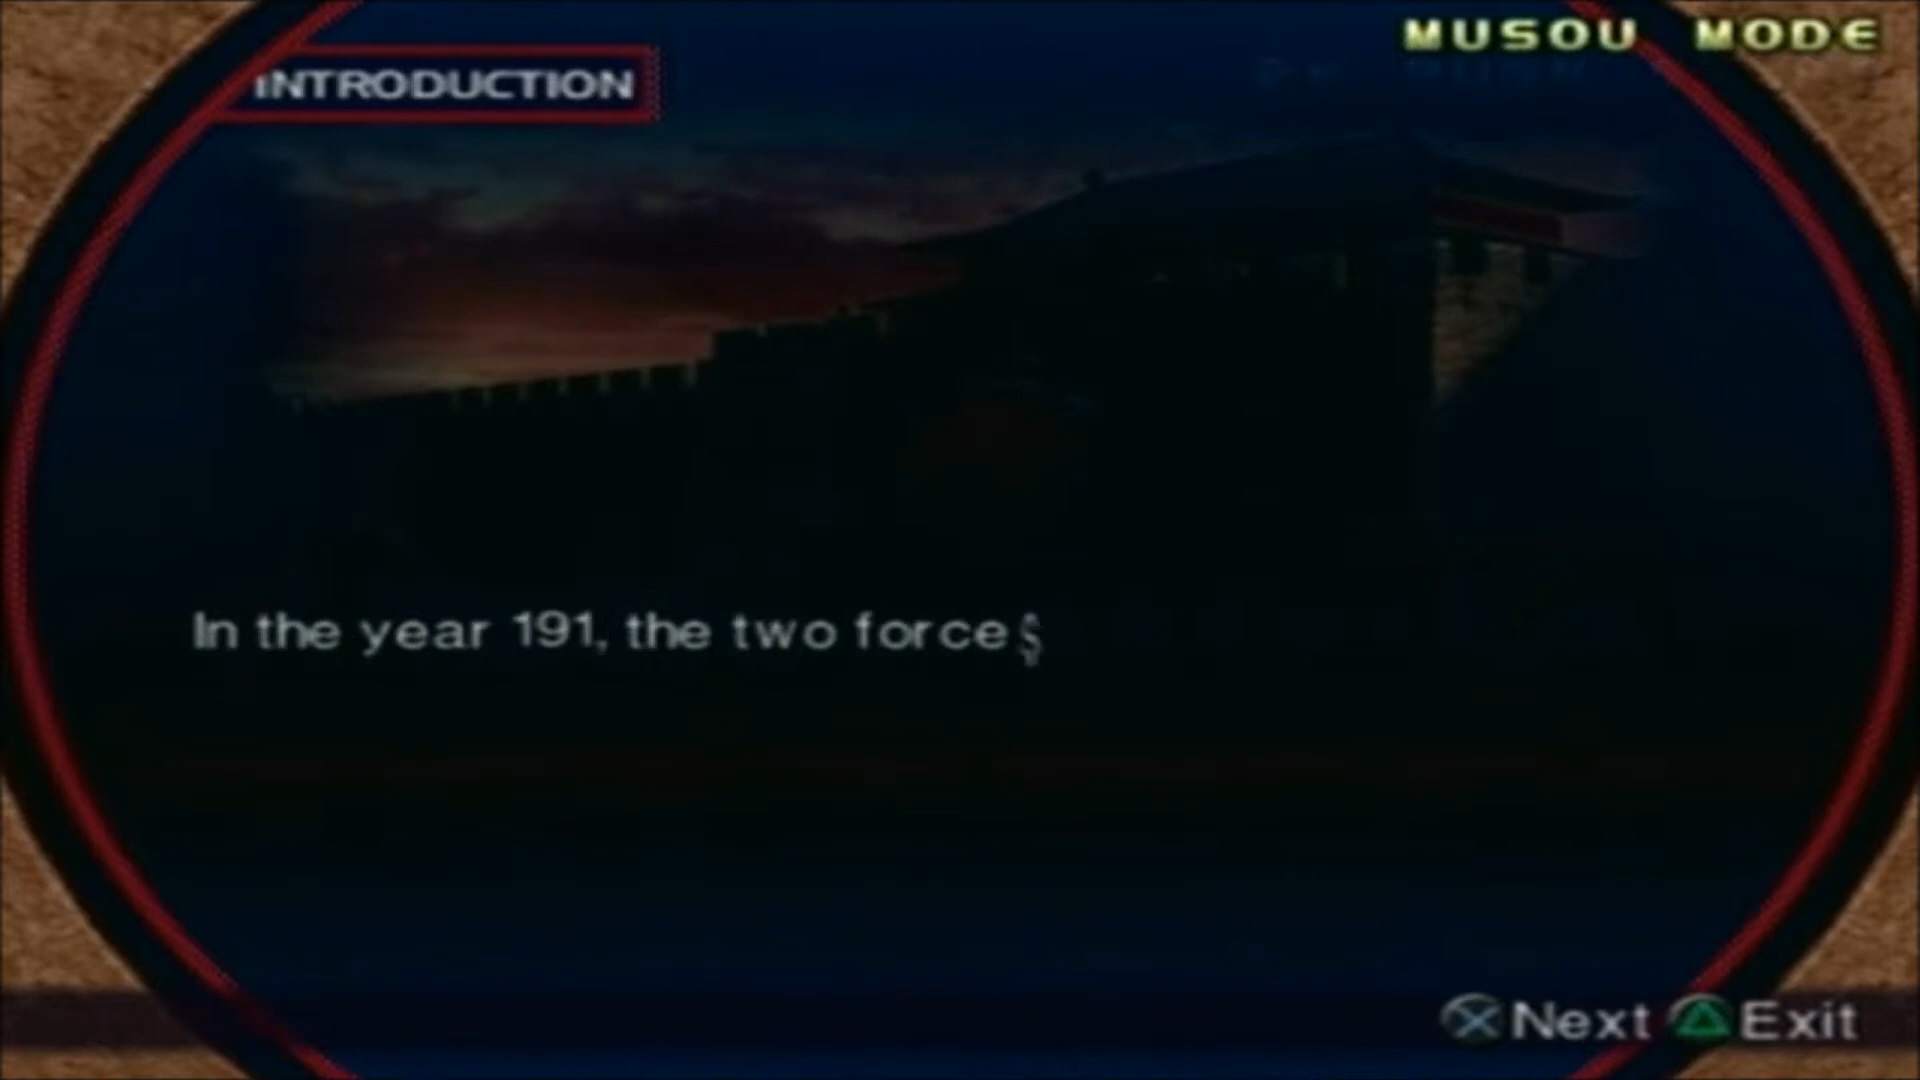 MUSOU MODE
INTRODUCTION
In the year 191, the two forces
Next Exit